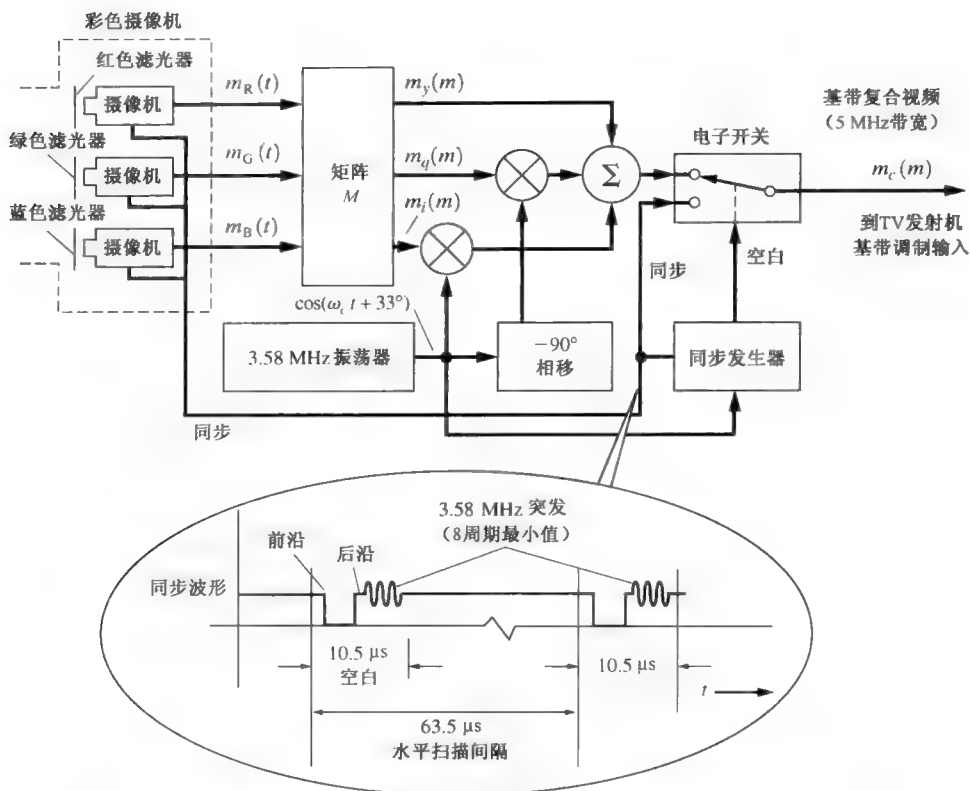 彩色摄像机
红色滤光器
摄像机
m_R(t)
绿色滤光器
摄像机
m_G(t)
蓝色滤光器
摄像机
m_B(t)
矩阵
M
m_y(m)
m_q(m)
m_i(m)
Σ
电子开关
基带复合视频
（5 MHz带宽）
m_c(m)
到TV发射机
基带调制输入
同步
空白
cos(ω_c t + 33°)
3.58 MHz 振荡器
−90°
相移
同步发生器
同步
3.58 MHz 突发
（8周期最小值）
前沿
后沿
同步波形
10.5 μs
空白
10.5 μs
t
63.5 μs
水平扫描间隔